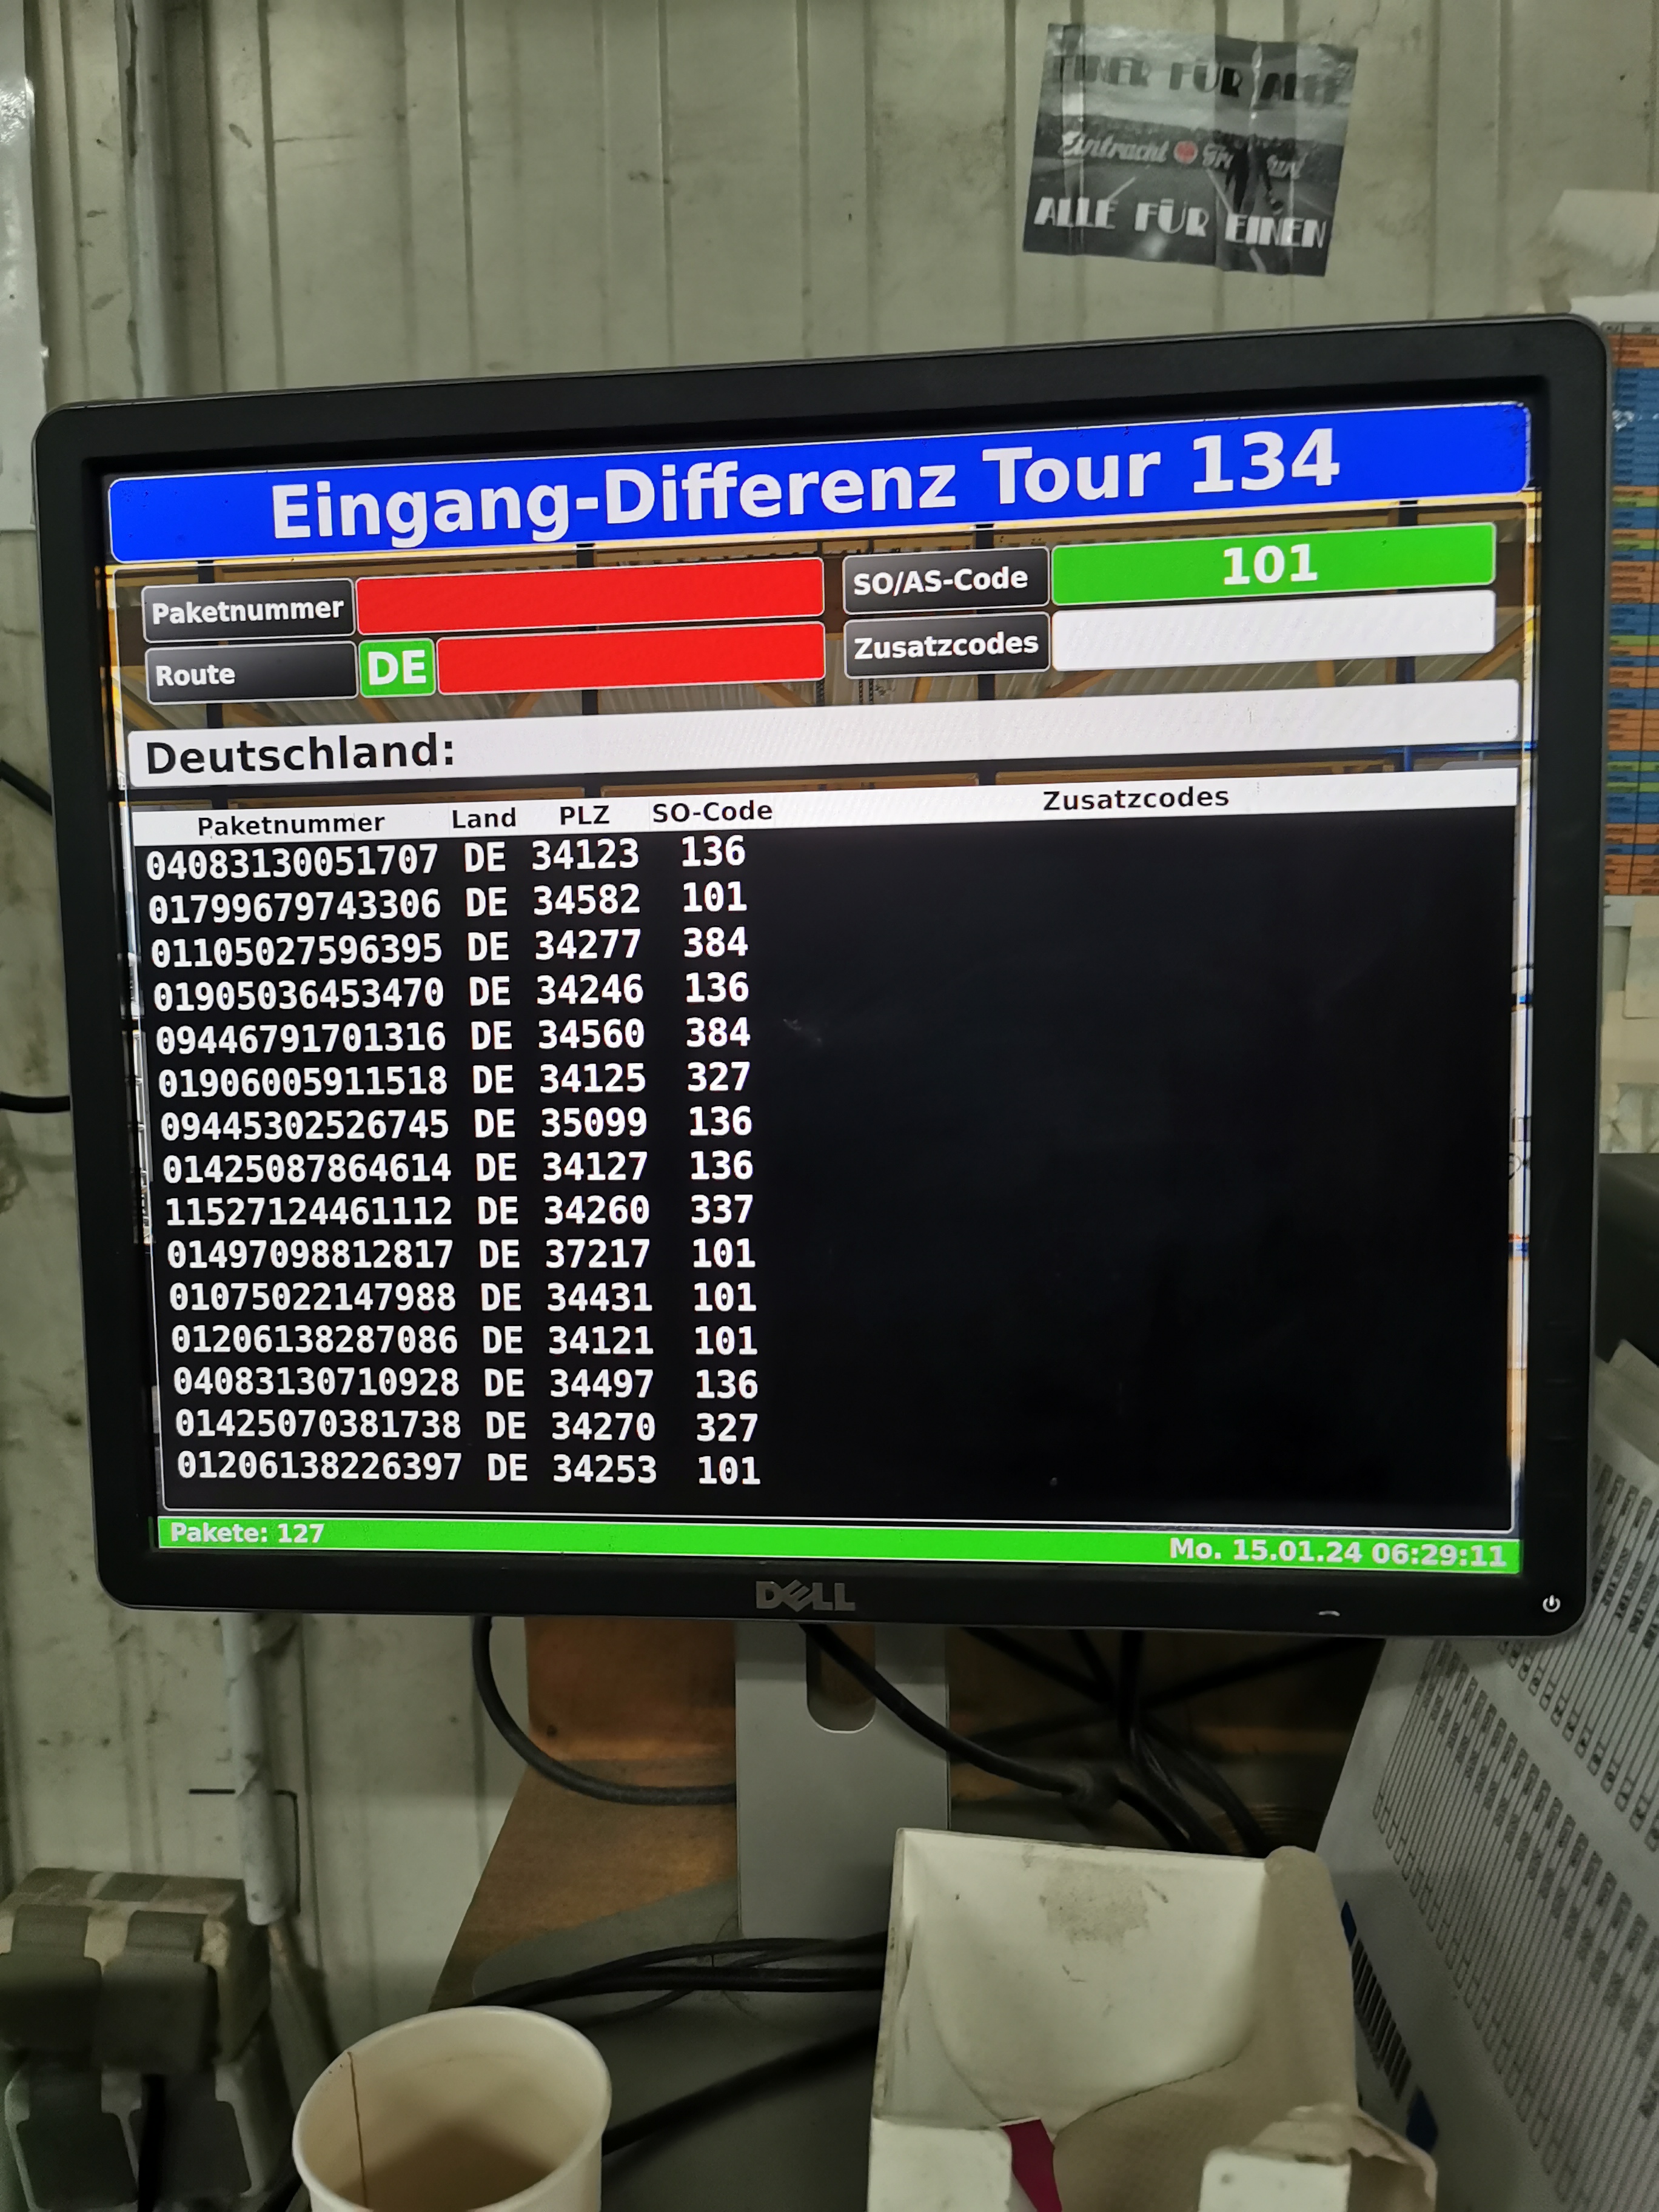 EINER FÜR ALLE
Eintracht
ALLE FÜR EINEN
Eingang-Differenz Tour 134
Paketnummer SO/AS-Code 101
Route DE Zusatzcodes
Deutschland:
Paketnummer Land PLZ SO-Code Zusatzcodes
04083130051707 DE 34123 136
01799679743306 DE 34582 101
01105027596395 DE 34277 384
01905036453470 DE 34246 136
09446791701316 DE 34560 384
01906005911518 DE 34125 327
09445302526745 DE 35099 136
01425087864614 DE 34127 136
11527124461112 DE 34260 337
01497098812817 DE 37217 101
01075022147988 DE 34431 101
01206138287086 DE 34121 101
04083130710928 DE 34497 136
01425070381738 DE 34270 327
01206138226397 DE 34253 101
Pakete: 127 Mo. 15.01.24 06:29:11
DELL